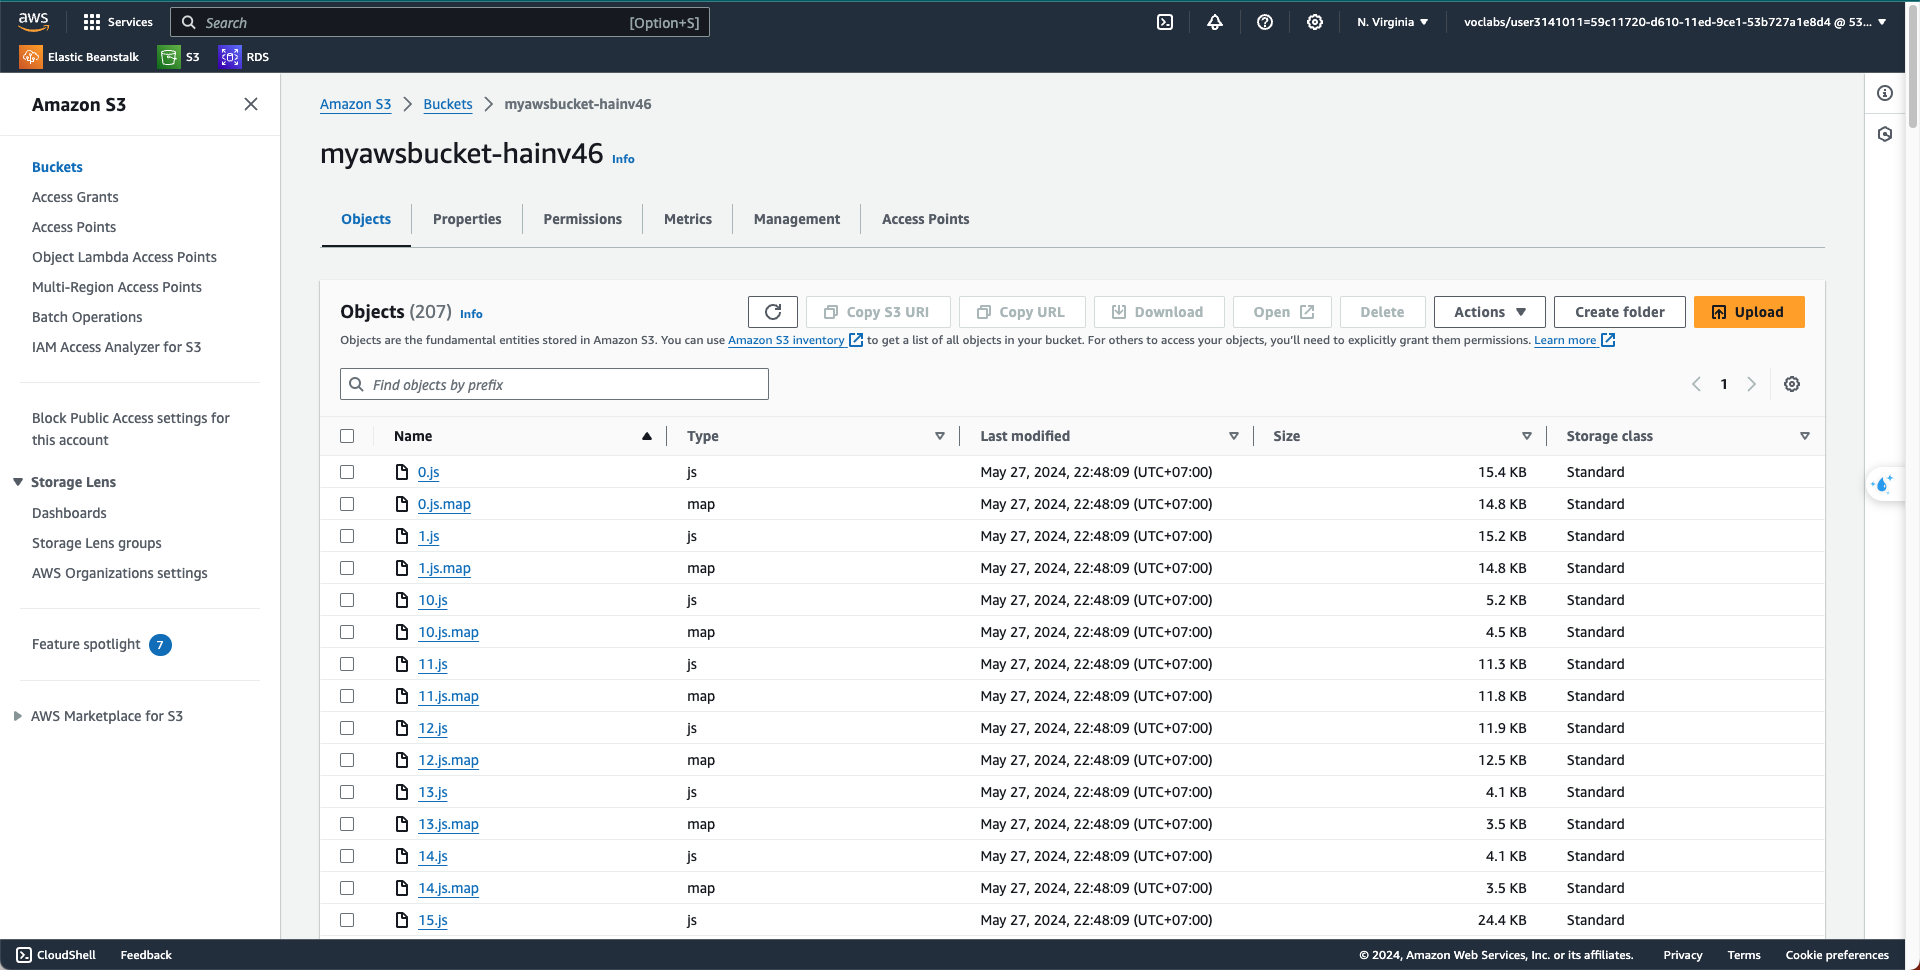 aws Services Search [Option+S] N. Virginia voclabs/user3141011=59c11720-d610-11ed-9ce1-53b727a1e8d4 @ 53...
Elastic Beanstalk S3 RDS
Amazon S3
Buckets
Access Grants
Access Points
Object Lambda Access Points
Multi-Region Access Points
Batch Operations
IAM Access Analyzer for S3
Block Public Access settings for
this account
Storage Lens
Dashboards
Storage Lens groups
AWS Organizations settings
Feature spotlight 7
AWS Marketplace for S3
Amazon S3 Buckets myawsbucket-hainv46
myawsbucket-hainv46 Info
Objects Properties Permissions Metrics Management Access Points
Objects (207) Info Copy S3 URI Copy URL Download Open Delete Actions Create folder Upload
Objects are the fundamental entities stored in Amazon S3. You can use Amazon S3 inventory to get a list of all objects in your bucket. For others to access your objects, you'll need to explicitly grant them permissions. Learn more
Find objects by prefix 1
Name Type Last modified Size Storage class
0.js js May 27, 2024, 22:48:09 (UTC+07:00) 15.4 KB Standard
0.js.map map May 27, 2024, 22:48:09 (UTC+07:00) 14.8 KB Standard
1.js js May 27, 2024, 22:48:09 (UTC+07:00) 15.2 KB Standard
1.js.map map May 27, 2024, 22:48:09 (UTC+07:00) 14.8 KB Standard
10.js js May 27, 2024, 22:48:09 (UTC+07:00) 5.2 KB Standard
10.js.map map May 27, 2024, 22:48:09 (UTC+07:00) 4.5 KB Standard
11.js js May 27, 2024, 22:48:09 (UTC+07:00) 11.3 KB Standard
11.js.map map May 27, 2024, 22:48:09 (UTC+07:00) 11.8 KB Standard
12.js js May 27, 2024, 22:48:09 (UTC+07:00) 11.9 KB Standard
12.js.map map May 27, 2024, 22:48:09 (UTC+07:00) 12.5 KB Standard
13.js js May 27, 2024, 22:48:09 (UTC+07:00) 4.1 KB Standard
13.js.map map May 27, 2024, 22:48:09 (UTC+07:00) 3.5 KB Standard
14.js js May 27, 2024, 22:48:09 (UTC+07:00) 4.1 KB Standard
14.js.map map May 27, 2024, 22:48:09 (UTC+07:00) 3.5 KB Standard
15.js js May 27, 2024, 22:48:09 (UTC+07:00) 24.4 KB Standard
CloudShell Feedback © 2024, Amazon Web Services, Inc. or its affiliates. Privacy Terms Cookie preferences